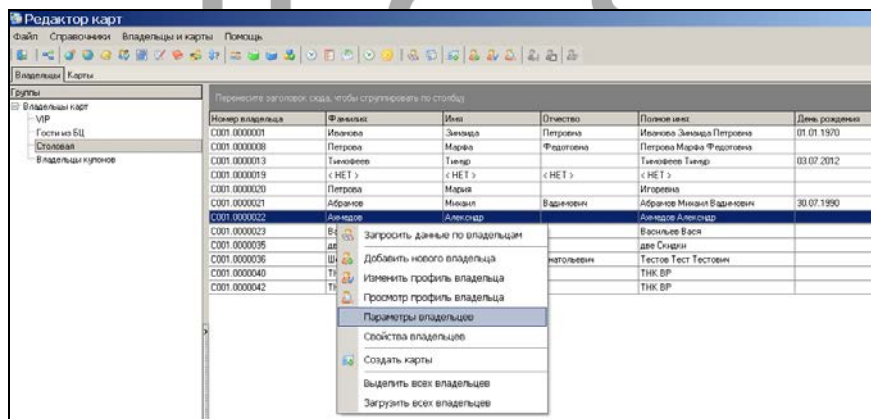 Редактор карт
Файл Справочники Владельцы и карты Помощь
Владельцы Карты
Группы
Владельцы карт
VIP
Гости из БЦ
Столовая
Владельцы купонов
Перенесите заголовок сюда, чтобы сгруппировать по столбцу
Номер владельца Фамилия Имя Отчество Полное имя День рождения
C001.0000001 Иванова Зинаида Петровна Иванова Зинаида Петровна 01.01.1970
C001.0000008 Петрова Марфа Федотовна Петрова Марфа Федотовна
C001.0000013 Тимофеев Тимур Тимофеев Тимур 03.07.2012
C001.0000019 < НЕТ > < НЕТ > < НЕТ > < НЕТ >
C001.0000020 Петрова Мария Игоревна
C001.0000021 Абрамов Михаил Вадимович Абрамов Михаил Вадимович 30.07.1990
C001.0000022 Ахмедов Александр Ахмедов Александр
C001.0000023 Ва Васильев Вася
C001.0000035 дв две Скидки
C001.0000036 Ш натольевич Тестов Тест Тестович
C001.0000040 ТН ТНК ВР
C001.0000042 ТН ТНК ВР
Запросить данные по владельцам
Добавить нового владельца
Изменить профиль владельца
Просмотр профиль владельца
Параметры владельцев
Свойства владельцев
Создать карты
Выделить всех владельцев
Загрузить всех владельцев